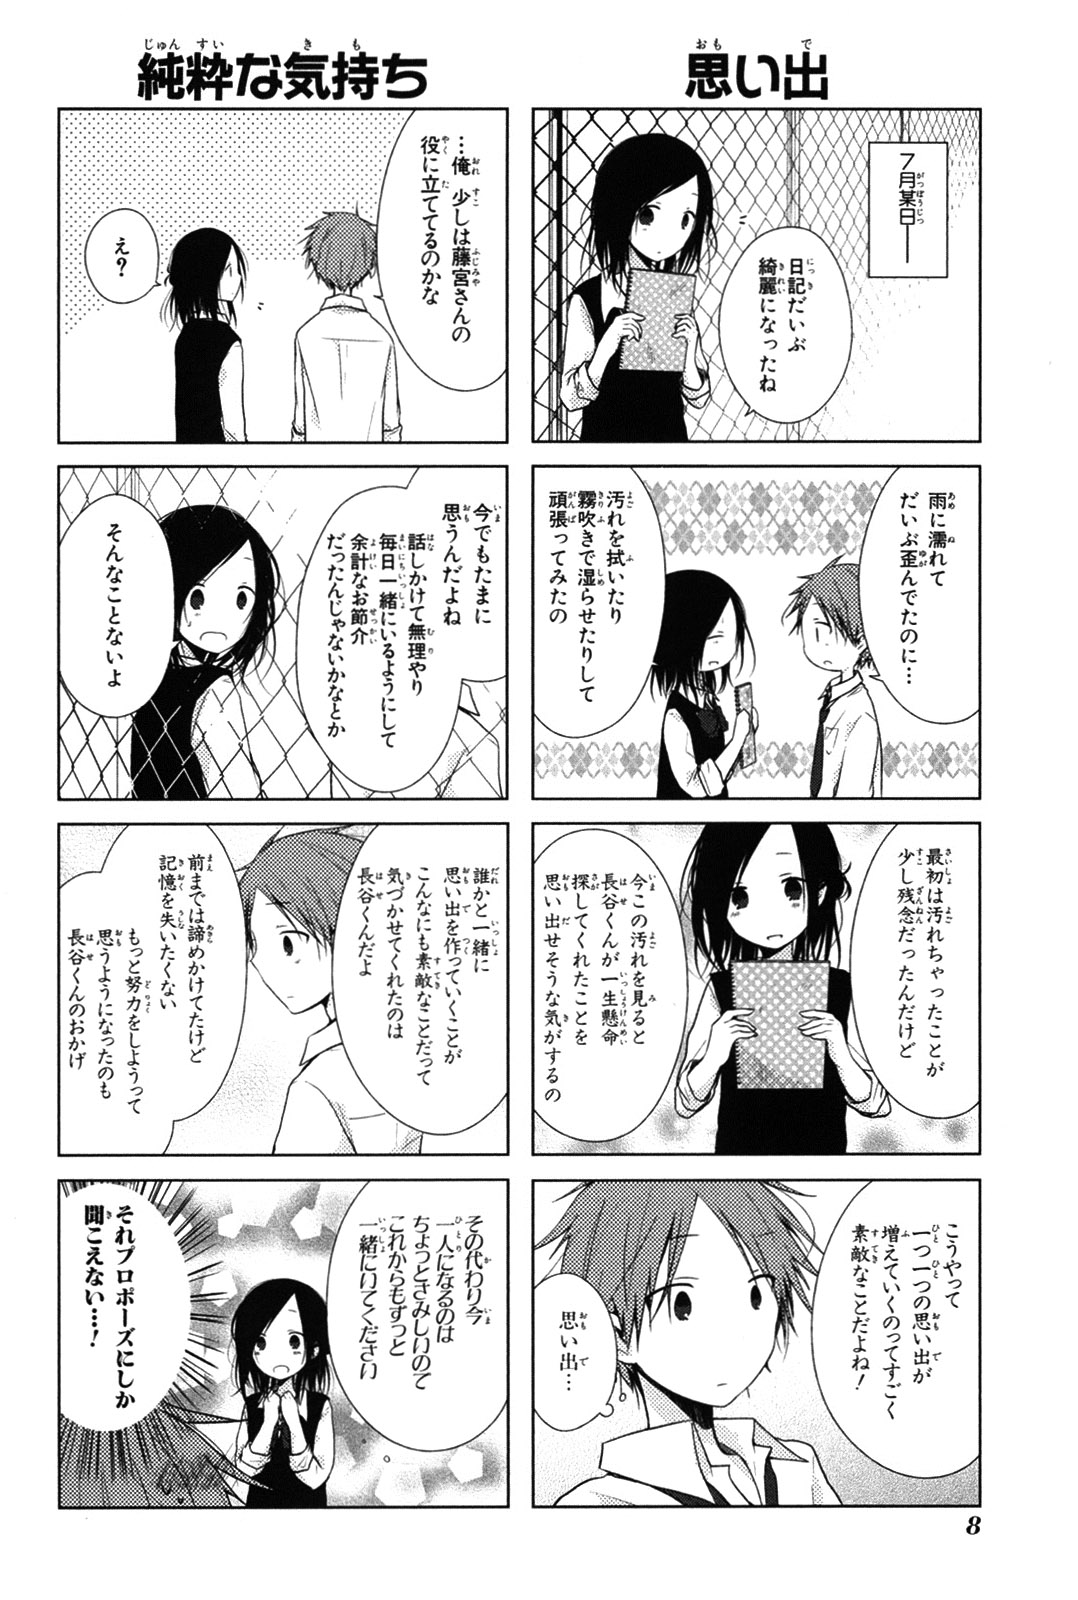 思い出
7月某日―
日記だいぶ
綺麗になったね
雨に濡れて
だいぶ歪んでたのに…
汚れを拭いたり
霧吹きで湿らせたりして
頑張ってみたの
最初は汚れちゃったことが
少し残念だったんだけど
今この汚れを見ると
長谷くんが一生懸命
探してくれたことを
思い出せそうな気がするの
こうやって
一つ一つの思い出が
増えていくのってすごく
素敵なことだよね!
思い出…
純粋な気持ち
…俺 少しは藤宮さんの
役に立ててるのかな
え?
今でもたまに
思うんだよね
話しかけて無理やり
毎日一緒にいるようにして
余計なお節介
だったんじゃないかなとか
そんなことないよ
誰かと一緒に
思い出を作っていくことが
こんなにも素敵なことだって
気づかせてくれたのは
長谷くんだよ
前までは諦めかけてたけど
記憶を失いたくない
もっと努力をしようって
思うようになったのも
長谷くんのおかげ
その代わり今
一人になるのは
ちょっとさみしいので
これからもずっと
一緒にいてください
それプロポーズにしか
聞こえない…!
8